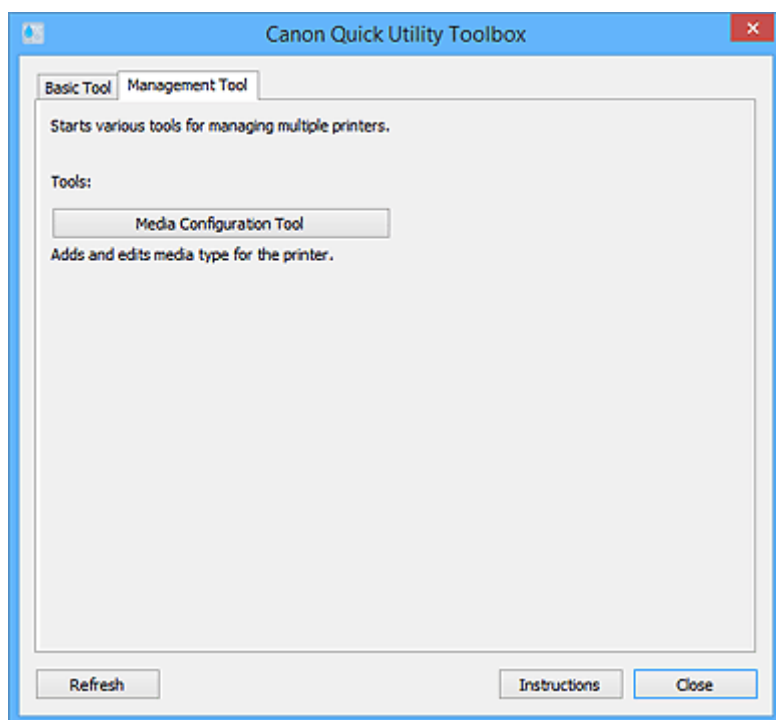 Canon Quick Utility Toolbox
Basic Tool
Management Tool
Starts various tools for managing multiple printers.
Tools:
Media Configuration Tool
Adds and edits media type for the printer.
Refresh
Instructions
Close